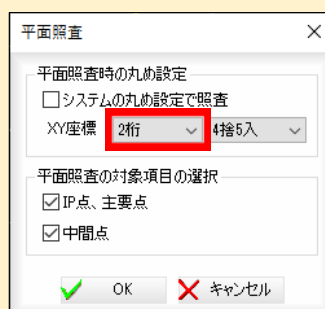 平面照査
平面照査時の丸め設定
システムの丸め設定で照査
XY座標 2桁 4捨5入
平面照査の対象項目の選択
IP点、主要点
中間点
OK キャンセル